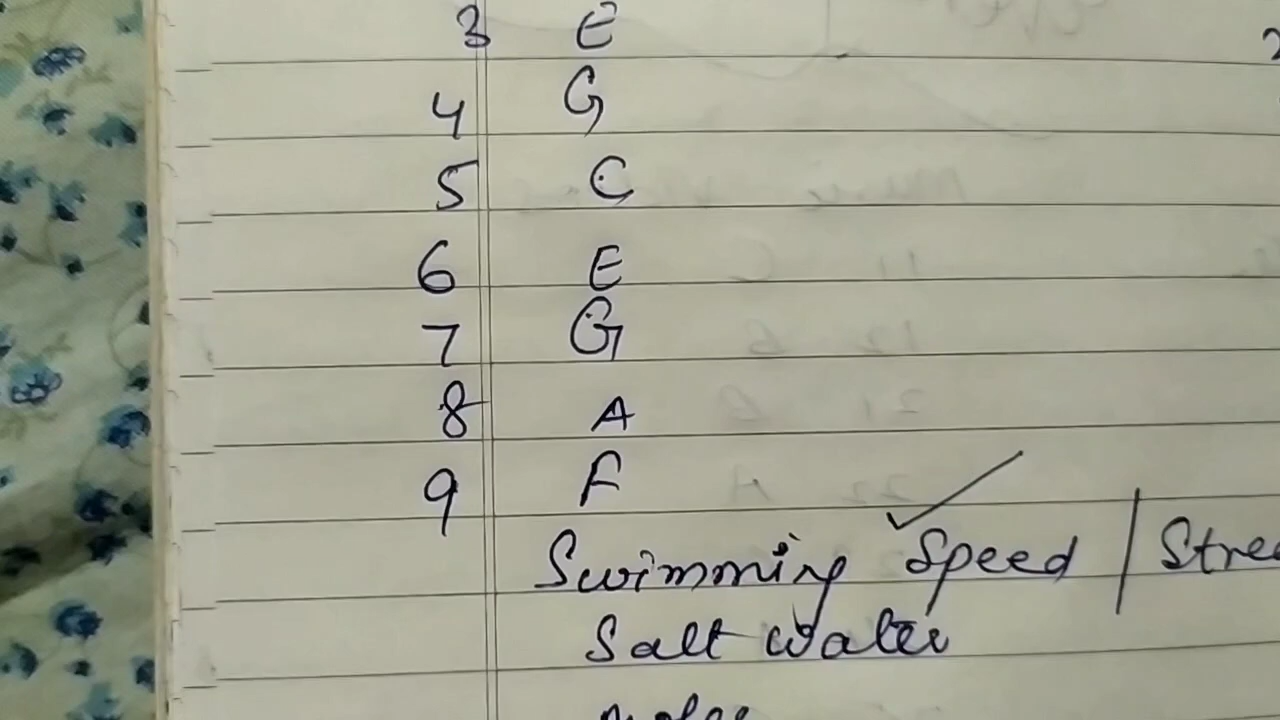 3 E
4 G
5 C
6 E
7 G
8 A
9 F
Swimming Speed /
Salt water